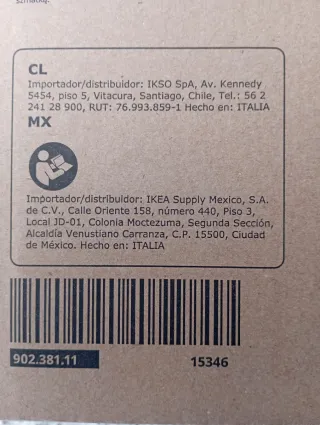 szmatką.
CL
Importador/distribuidor: IKSO SpA, Av. Kennedy
5454, piso 5, Vitacura, Santiago, Chile, Tel.: 56 2
241 28 900, RUT: 76.993.859-1 Hecho en: ITALIA
MX
Importador/distribuidor: IKEA Supply Mexico, S.A.
de C.V., Calle Oriente 158, número 440, Piso 3,
Local JD-01, Colonia Moctezuma, Segunda Sección,
Alcaldía Venustiano Carranza, C.P. 15500, Ciudad
de México. Hecho en: ITALIA
902.381.11
15346